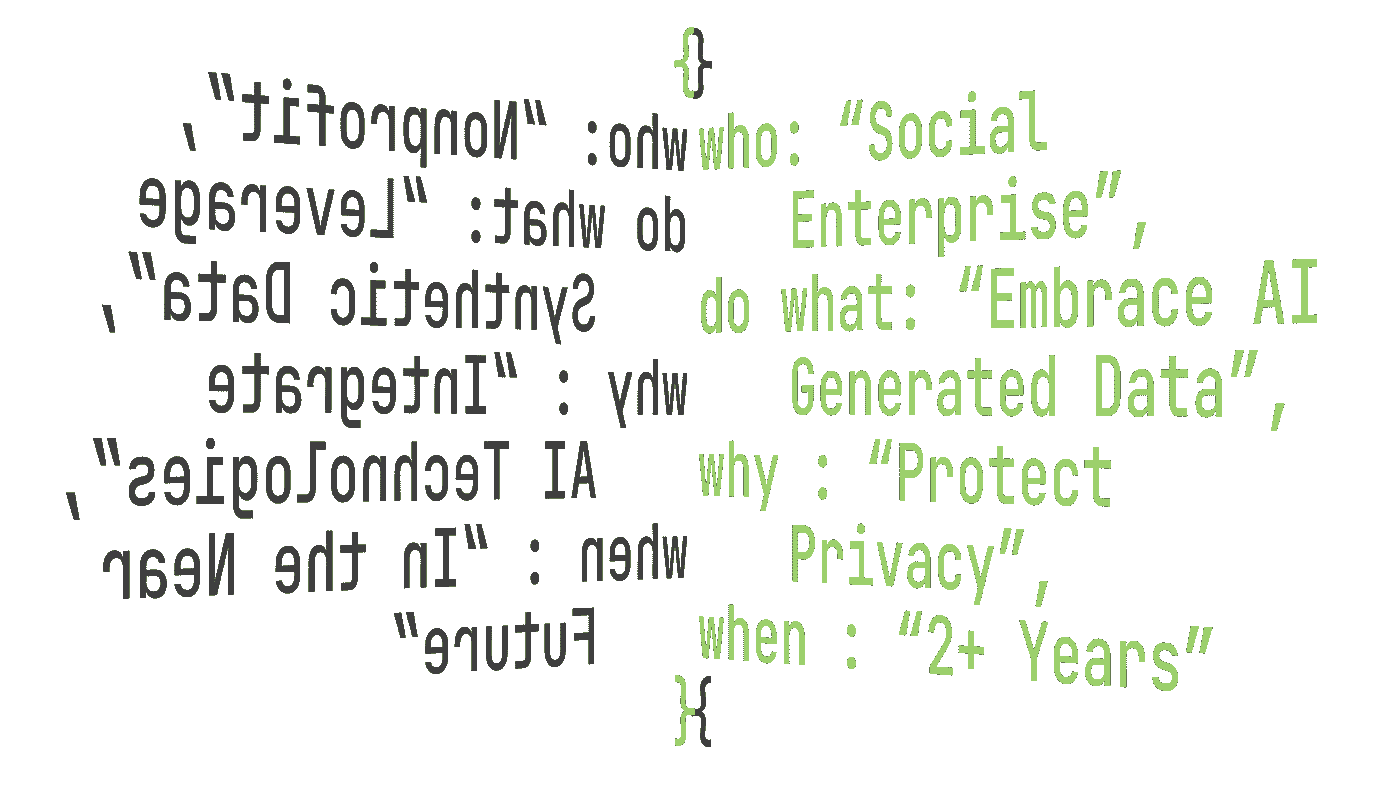 {
who: “Nonprofit”,
do what: “Leverage
Synthetic Data”,
why : “Integrate
AI Technologies”,
when : “In the Near
Future”
}
{
who: “Social
Enterprise”,
do what: “Embrace AI
Generated Data”,
why : “Protect
Privacy”,
when : “2+ Years”
}